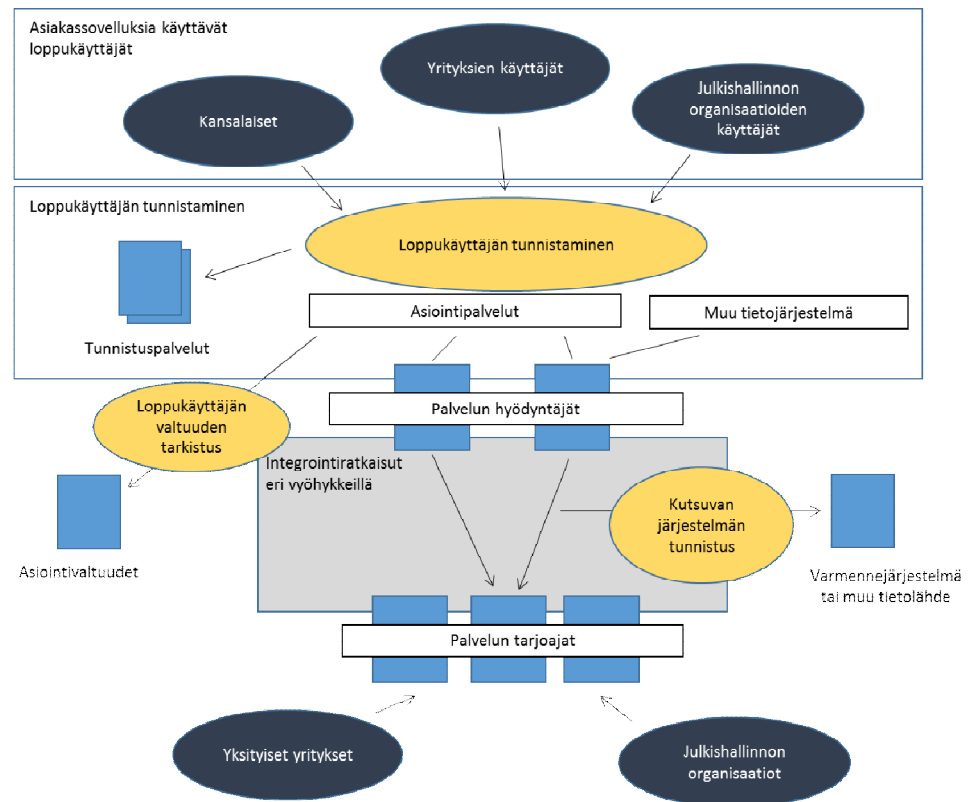 Asiakassovelluksia käyttävät
loppukäyttäjät
Yrityksien käyttäjät
Kansalaiset
Julkishallinnon
organisaatioiden
käyttäjät
Loppukäyttäjän tunnistaminen
Loppukäyttäjän tunnistaminen
Asiointipalvelut
Muu tietojärjestelmä
Tunnistuspalvelut
Palvelun hyödyntäjät
Loppukäyttäjän
valtuuden
tarkistus
Integrointiratkaisut
eri vyöhykkeillä
Kutsuvan
järjestelmän
tunnistus
Asiointivaltuudet
Varmennejärjestelmä
tai muu tietolähde
Palvelun tarjoajat
Yksityiset yritykset
Julkishallinnon
organisaatiot